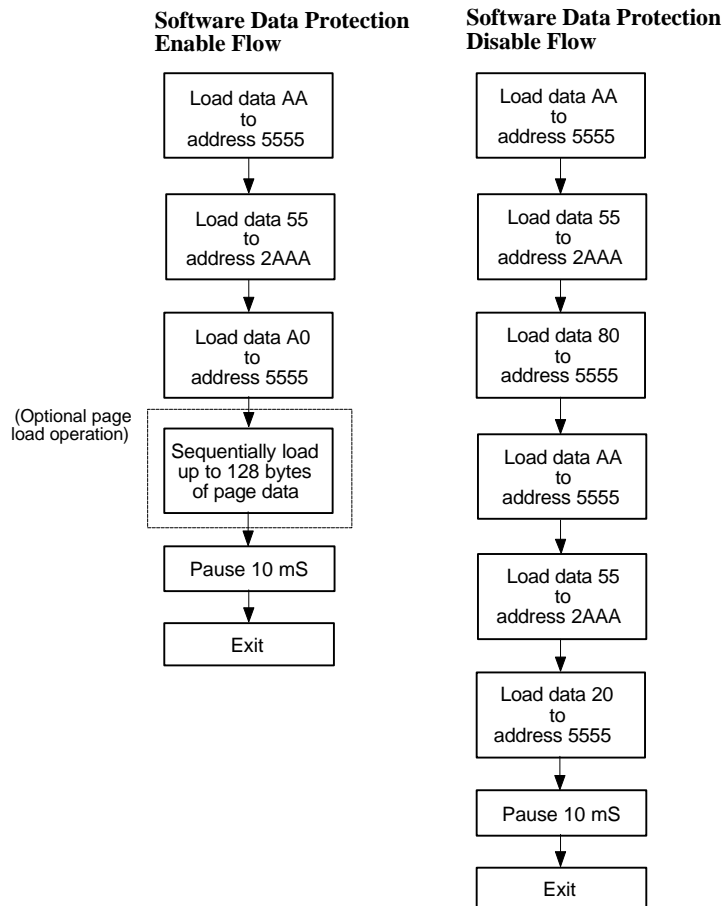 Software Data Protection
Enable Flow
Load data AA
to
address 5555
Load data 55
to
address 2AAA
Load data A0
to
address 5555
(Optional page
load operation)
Sequentially load
up to 128 bytes
of page data
Pause 10 mS
Exit
Software Data Protection
Disable Flow
Load data AA
to
address 5555
Load data 55
to
address 2AAA
Load data 80
to
address 5555
Load data AA
to
address 5555
Load data 55
to
address 2AAA
Load data 20
to
address 5555
Pause 10 mS
Exit